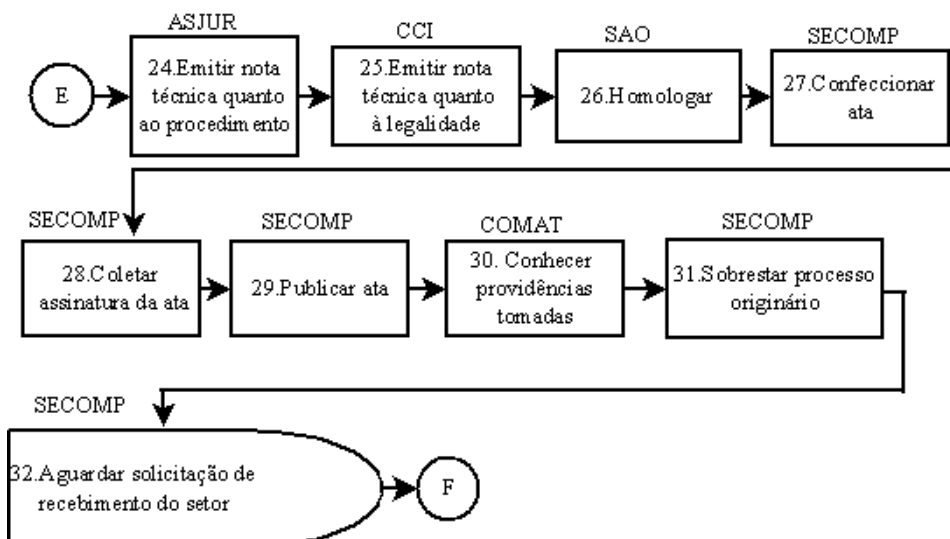 ASJUR
CCI
SAO
SECOMP
E
24.Emitir nota
técnica quanto
ao procedimento
25.Emitir nota
técnica quanto
à legalidade
26.Homologar
27.Confeccionar
ata
SECOMP
SECOMP
COMAT
SECOMP
28.Coletar
assinatura da ata
29.Publicar ata
30. Conhecer
providências
tomadas
31.Sobrestar processo
originário
SECOMP
32.Aguardar solicitação de
recebimento do setor
F